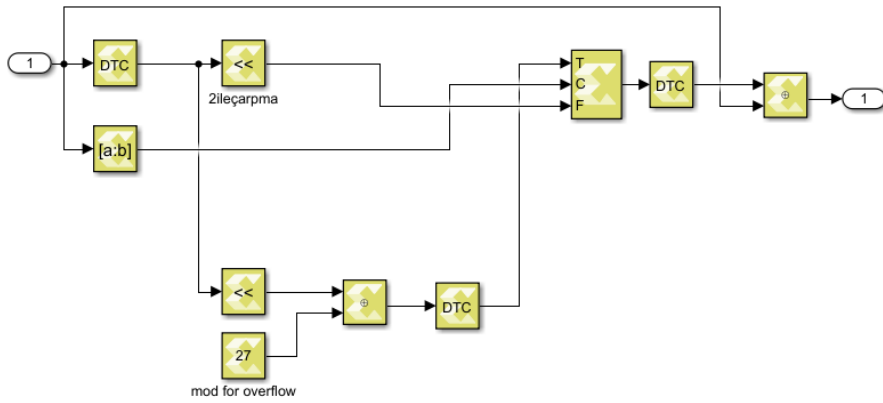 1
DTC
<<
2ileçarpma
[a:b]
T
C
F
DTC
⊕
1
<<
⊕
DTC
27
mod for overflow